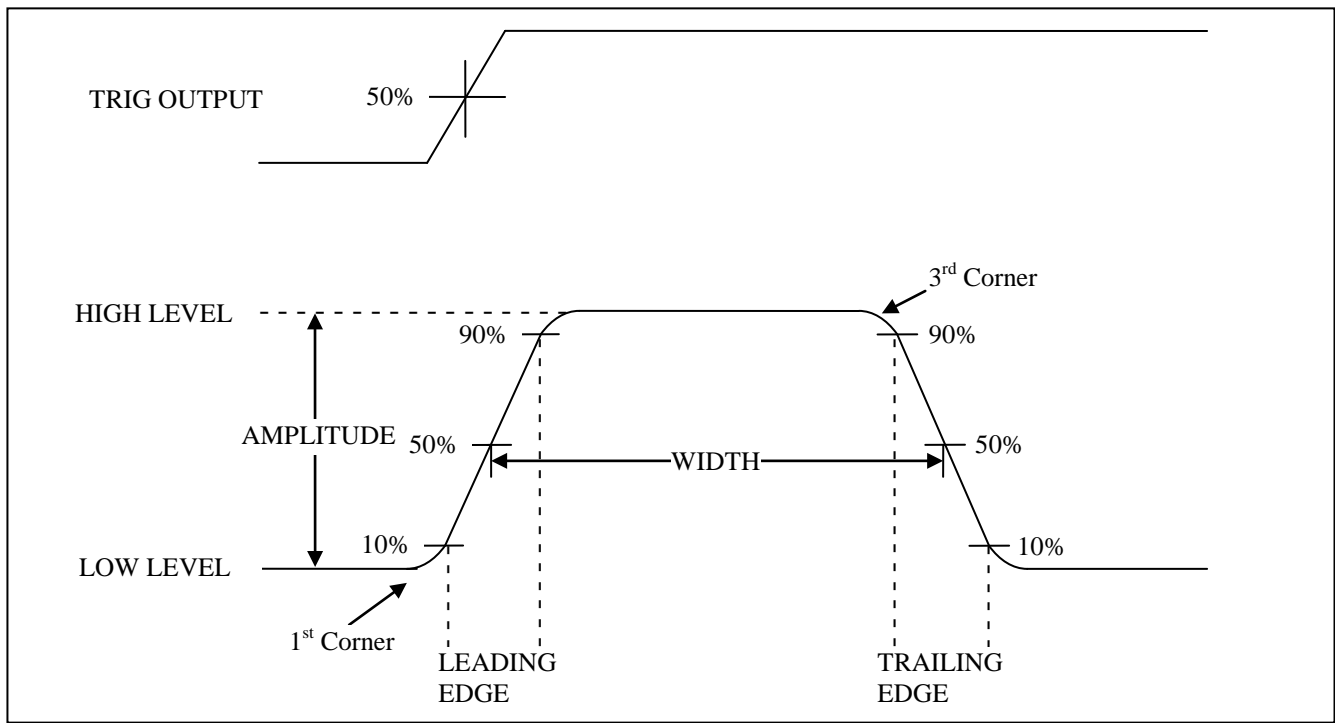 TRIG OUTPUT
50%
3rd Corner
HIGH LEVEL
90%
90%
AMPLITUDE
50%
50%
WIDTH
10%
10%
LOW LEVEL
1st Corner
LEADING
EDGE
TRAILING
EDGE